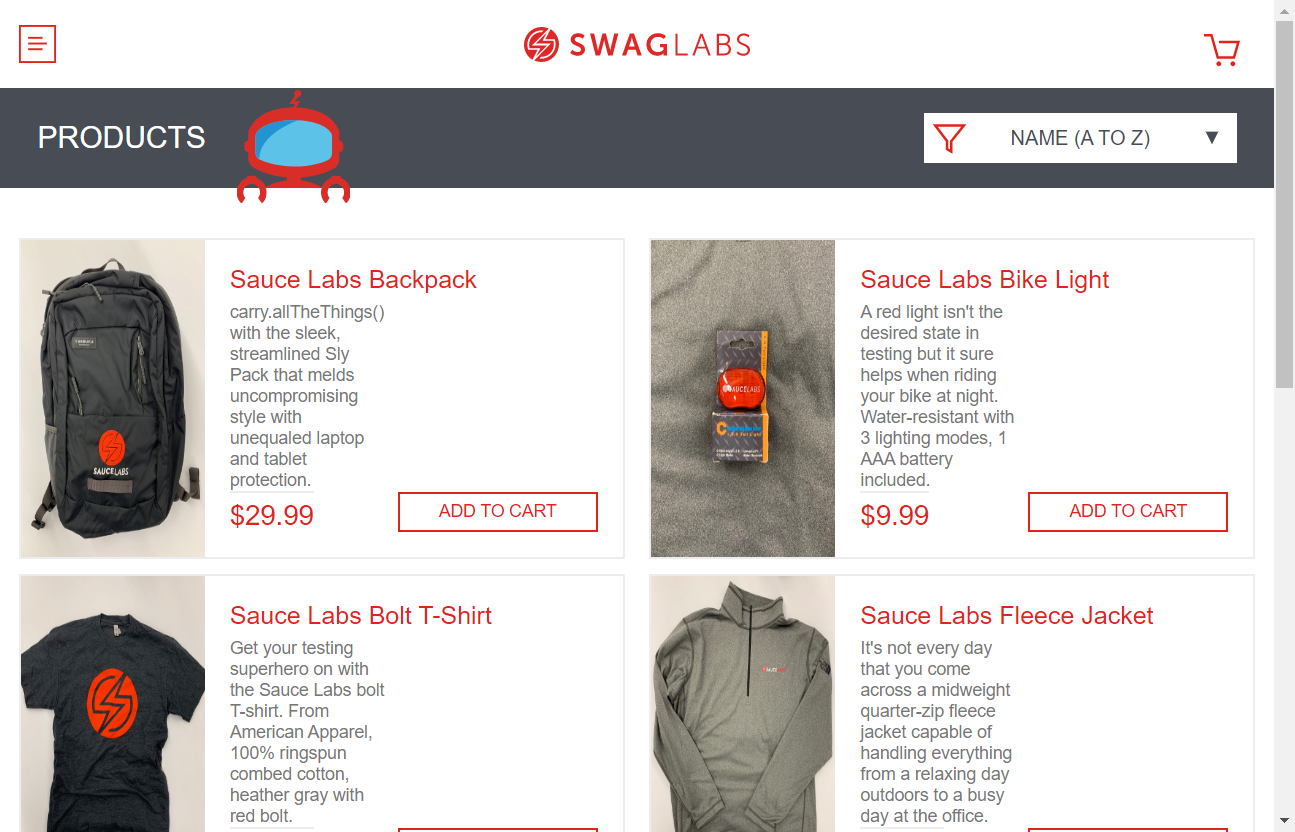 SWAGLABS
PRODUCTS
NAME (A TO Z)
Sauce Labs Backpack
carry.allTheThings()
with the sleek,
streamlined Sly
Pack that melds
uncompromising
style with
unequaled laptop
and tablet
protection.
$29.99
ADD TO CART
SAUCELABS
Sauce Labs Bike Light
A red light isn't the
desired state in
testing but it sure
helps when riding
your bike at night.
Water-resistant with
3 lighting modes, 1
AAA battery
included.
$9.99
ADD TO CART
SAUCELABS
Sauce Labs Bolt T-Shirt
Get your testing
superhero on with
the Sauce Labs bolt
T-shirt. From
American Apparel,
100% ringspun
combed cotton,
heather gray with
red bolt.
Sauce Labs Fleece Jacket
It's not every day
that you come
across a midweight
quarter-zip fleece
jacket capable of
handling everything
from a relaxing day
outdoors to a busy
day at the office.